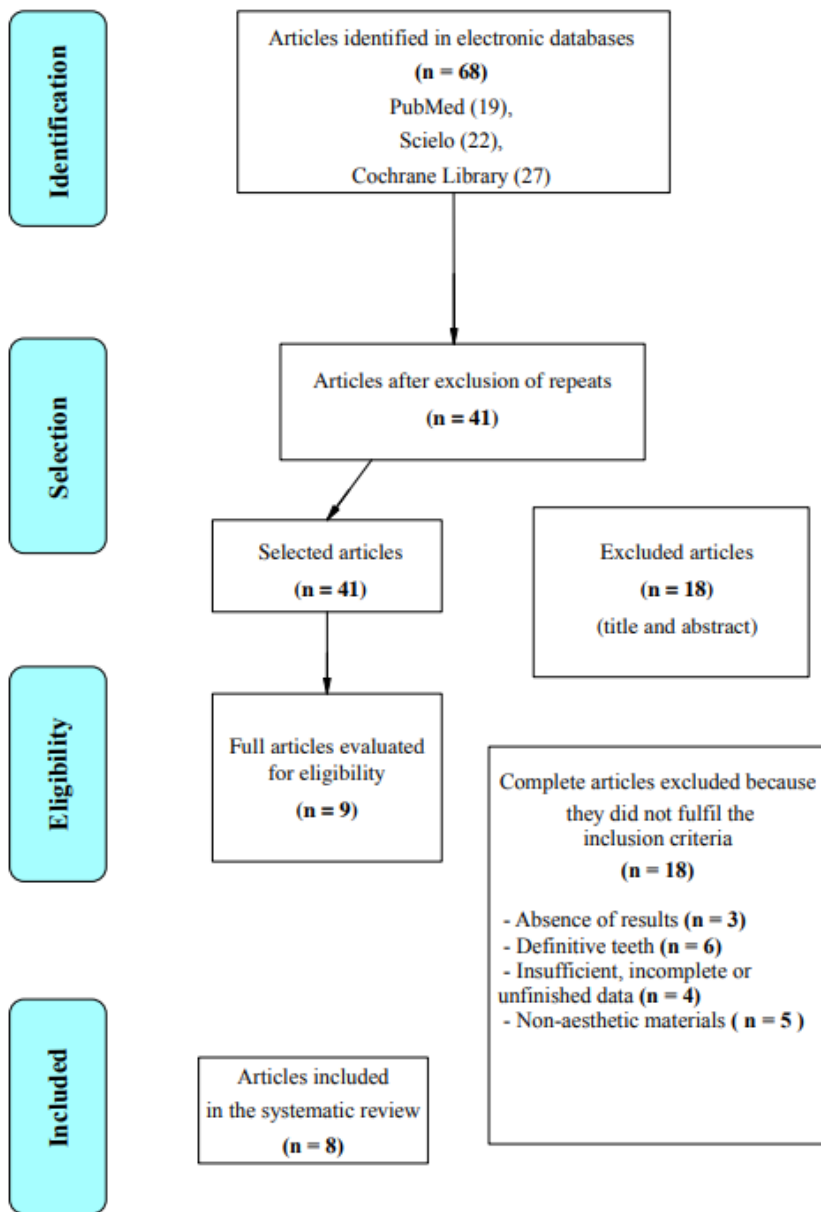 Identification
Articles identified in electronic databases
(n = 68)
PubMed (19),
Scielo (22),
Cochrane Library (27)
Selection
Articles after exclusion of repeats
(n = 41)
Selected articles
(n = 41)
Excluded articles
(n = 18)
(title and abstract)
Eligibility
Full articles evaluated
for eligibility
(n = 9)
Complete articles excluded because
they did not fulfil the
inclusion criteria
(n = 18)
- Absence of results (n = 3)
- Definitive teeth (n = 6)
- Insufficient, incomplete or
unfinished data (n = 4)
- Non-aesthetic materials ( n = 5 )
Included
Articles included
in the systematic review
(n = 8)